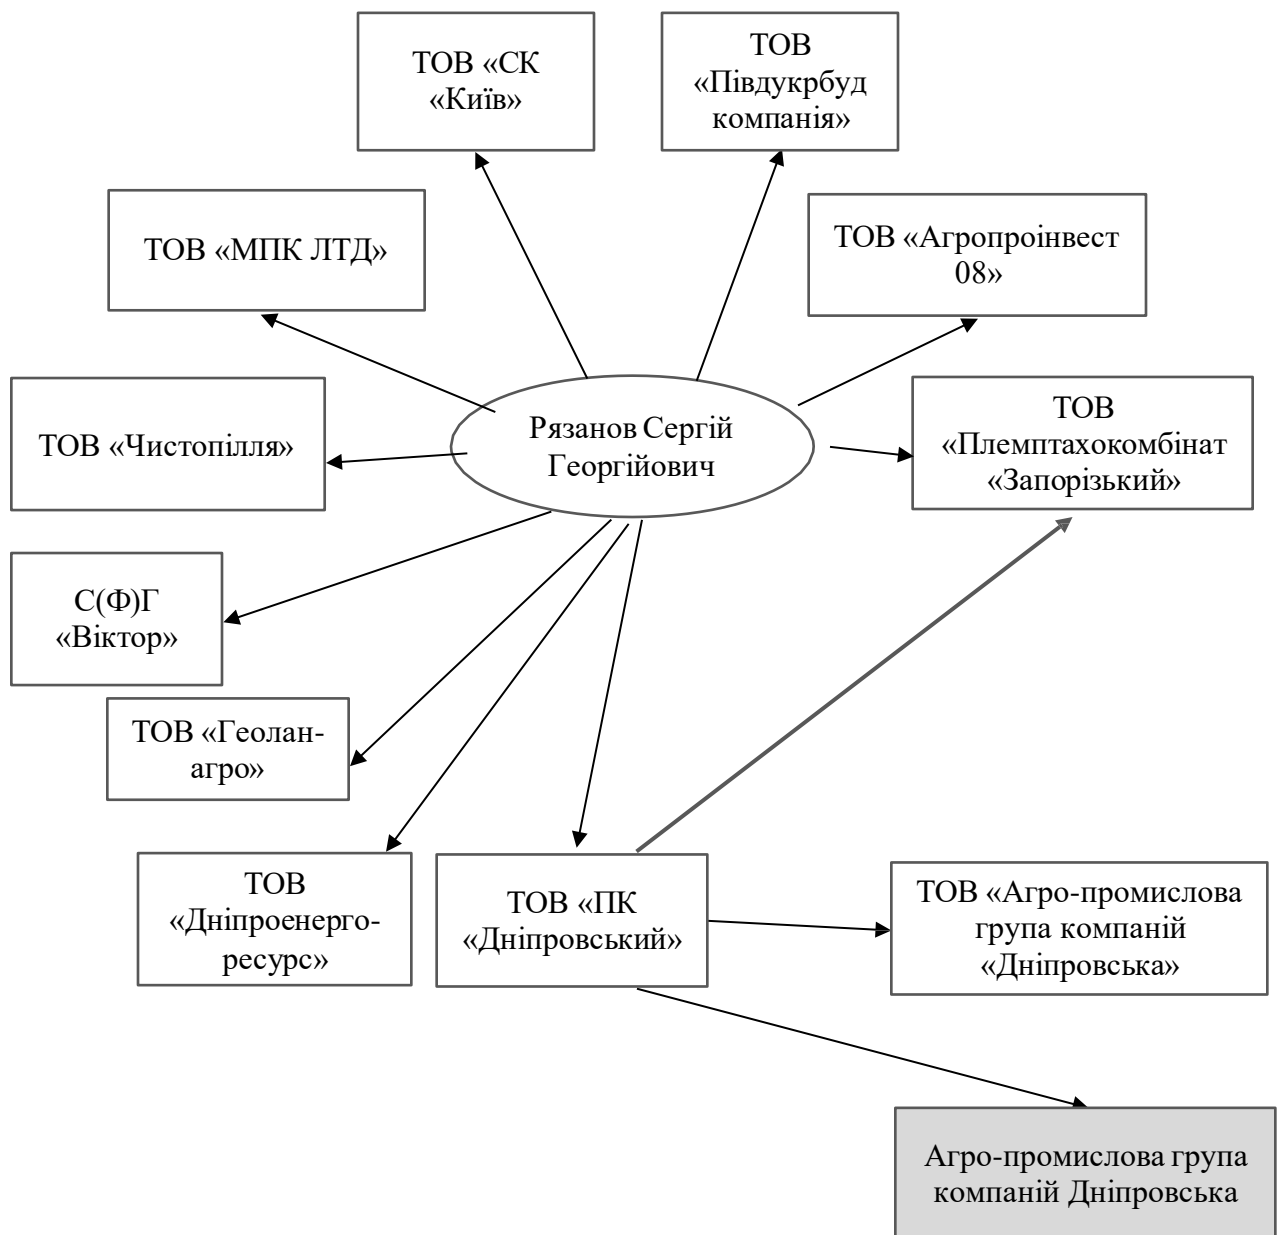 ТОВ «СК
«Київ»
ТОВ
«Півдукрбуд
компанія»
ТОВ «МПК ЛТД»
ТОВ «Агропроінвест
08»
ТОВ «Чистопілля»
Рязанов Сергій
Георгійович
ТОВ
«Племптахокомбінат
«Запорізький»
С(Ф)Г
«Віктор»
ТОВ «Геолан-
агро»
ТОВ
«Дніпроенерго-
ресурс»
ТОВ «ПК
«Дніпровський»
ТОВ «Агро-промислова
група компаній
«Дніпровська»
Агро-промислова група
компаній Дніпровська